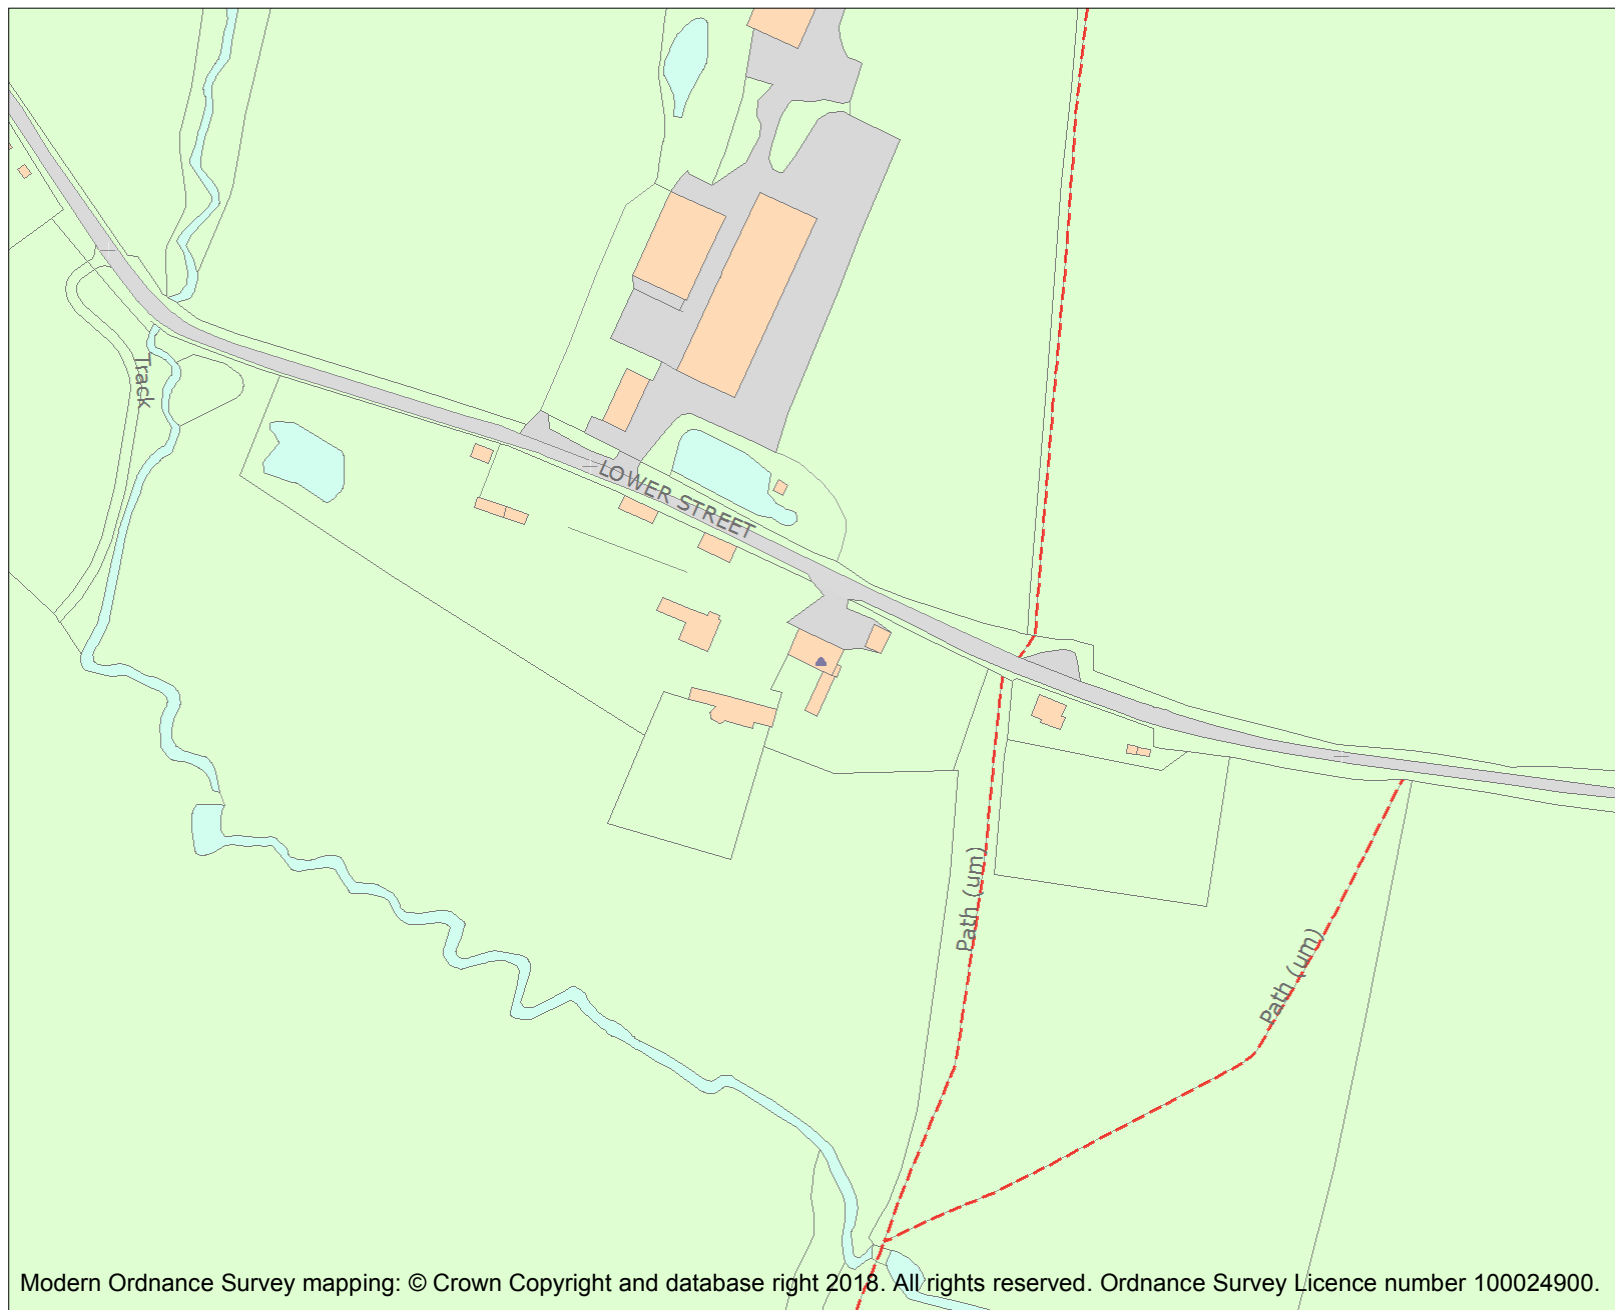 Track
LOWER STREET
Path (um)
Path (um)
Modern Ordnance Survey mapping: © Crown Copyright and database right 2018. All rights reserved. Ordnance Survey Licence number 100024900.